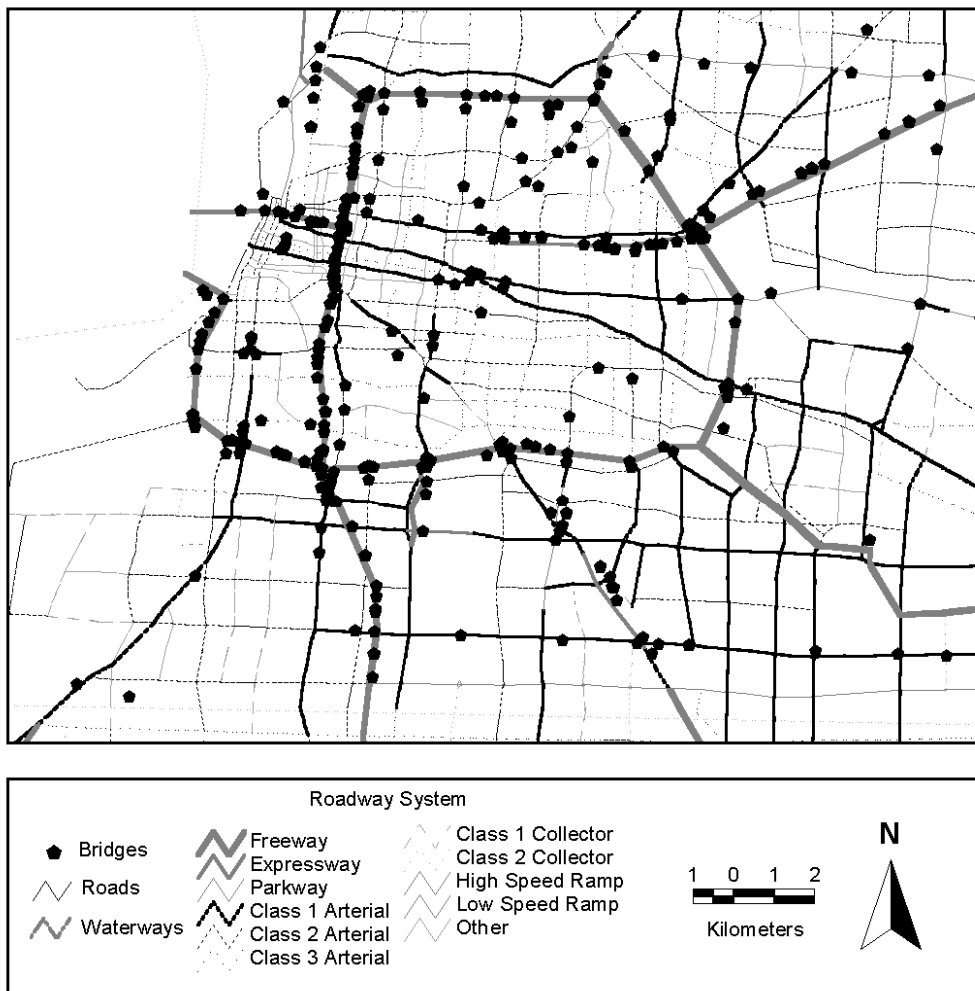 Roadway System
Bridges
Roads
Waterways
Freeway
Expressway
Parkway
Class 1 Arterial
Class 2 Arterial
Class 3 Arterial
Class 1 Collector
Class 2 Collector
High Speed Ramp
Low Speed Ramp
Other
1 0 1 2
Kilometers
N